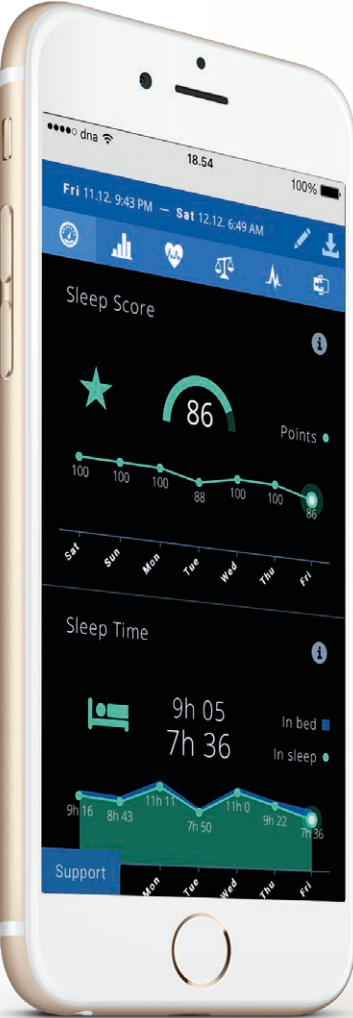 dna
18.54
100%
Fri 11.12. 9:43 PM — Sat 12.12. 6:49 AM
Sleep Score
i
86
Points
100 100 100 88 100 100 86
Sat Sun Mon Tue Wed Thu Fri
Sleep Time
i
9h 05
7h 36
In bed
In sleep
9h 16 8h 43 11h 11 7h 50 11h 0 9h 22 7h 36
Support
Mon Tue Wed Thu Fri